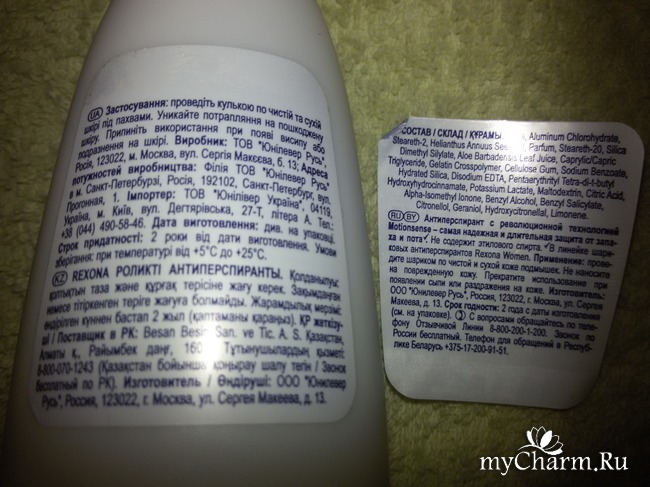 UA Застосування: проведіть кулькою по чистій та сухій
шкірі під пахвами. Уникайте потрапляння на пошкоджену
шкіру. Припиніть використання при появі висипу або
подразнення на шкірі. Виробник: ТОВ "Юнілевер Русь",
Росія, 123022, м. Москва, вул. Сергія Макєєва, б. 13; Адреса
потужностей виробництва: Філія ТОВ "Юнілевер Русь"
в м. Санкт-Петербурзі, Росія, 192102, Санкт-Петербург, вул.
Прогонная, 1. Імпортер: ТОВ "Юнілівер Україна", 04119,
Україна, м. Київ, вул. Дегтярівська, 27-Т, літера А. Тел.:
+38 (044) 490-58-46. Дата виготовлення: див. на упаковці.
Строк придатності: 2 роки від дати виготовлення. Умови
зберігання: при температурі від +5°С до +25°С.
KZ REXONA РОЛИКТІ АНТИПЕРСПИРАНТЫ. Қолданылуы:
қолтықтың таза және құрғақ терісіне жағу керек. Зақымданған
немесе тітіркенген теріге жағуға болмайды. Жарамдылық мерзімі:
өндірілген күннен бастап 2 жыл (қаптаманы қараңыз). ҚР жеткізу-
/ Поставщик в РК: Besan Besin San. ve Tic. A. S. Қазақстан,
Алматы қ., Райымбек даңғ., 160 Тұтынушылардың қызметі:
8-800-070-1243 (Қазақстан бойынша қоңырау шалу тегін / Звонок
бесплатный по РК). Изготовитель / Өндіруші: ООО "Юнилевер
Русь", Россия, 123022, г. Москва, ул. Сергея Макеева, д. 13.
СОСТАВ / СКЛАД / ҚҰРАМЫ Aluminum Chlorohydrate,
Steareth-2, Helianthus Annuus Seed Parfum, Steareth-20, Silica
Dimethyl Silylate, Aloe Barbadensis Leaf Juice, Caprylic/Capric
Triglyceride, Gelatin Crosspolymer, Cellulose Gum, Sodium Benzoate,
Hydrated Silica, Disodium EDTA, Pentaerythrityl Tetra-di-t-butyl
Hydroxyhydrocinnamate, Potassium Lactate, Maltodextrin, Citric Acid,
Alpha-Isomethyl Ionone, Benzyl Alcohol, Benzyl Salicylate,
Citronellol, Geraniol, Hydroxycitronellal, Limonene.
RU BY Антиперспирант с революционной технологией
Motionsense – самая надежная и длительная защита от запа-
ха и пота*. Не содержит этилового спирта. *В линейке шари-
ковых антиперспирантов Rexona Women. Применение: прове-
дите шариком по чистой и сухой коже подмышек. Не наносите
на поврежденную кожу. Прекратите использование при
появлении сыпи или раздражения на коже. Изготовитель:
ООО "Юнилевер Русь", Россия, 123022, г. Москва, ул. Сергея
Макеева, д. 13. Срок годности: 2 года с даты изготовления
(см. на упаковке). С вопросами обращайтесь по теле-
фону Отзывчивой Линии 8-800-200-1-200. Звонок по
России бесплатный. Телефон для обращений в Респуб-
лике Беларусь +375-17-200-91-51.
myCharm.Ru